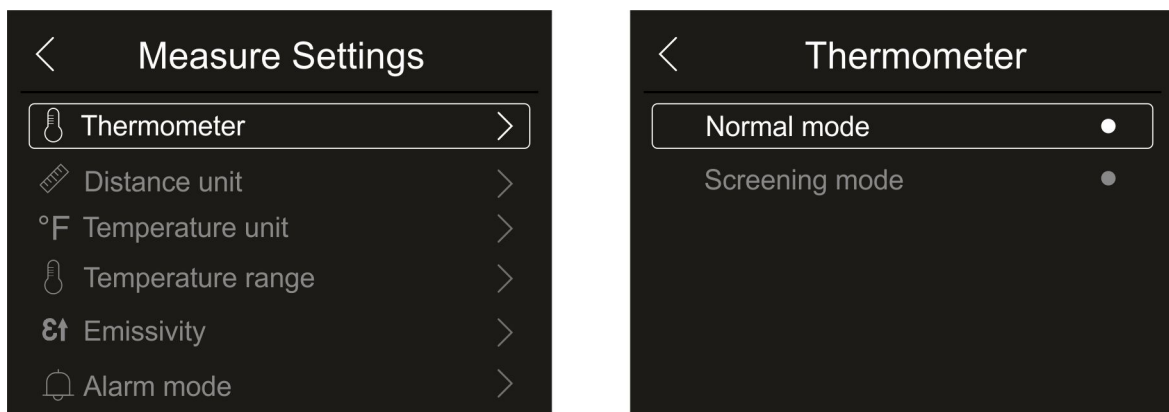 Measure Settings
Thermometer
Distance unit
°F Temperature unit
Temperature range
Ɛ↑ Emissivity
Alarm mode
Thermometer
Normal mode
Screening mode